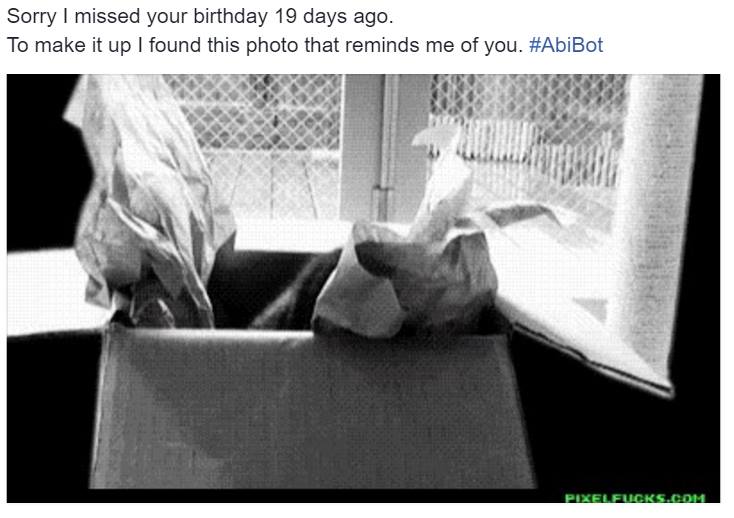 Sorry I missed your birthday 19 days ago.
To make it up I found this photo that reminds me of you. #AbiBot
PIXELFUCKS.COM